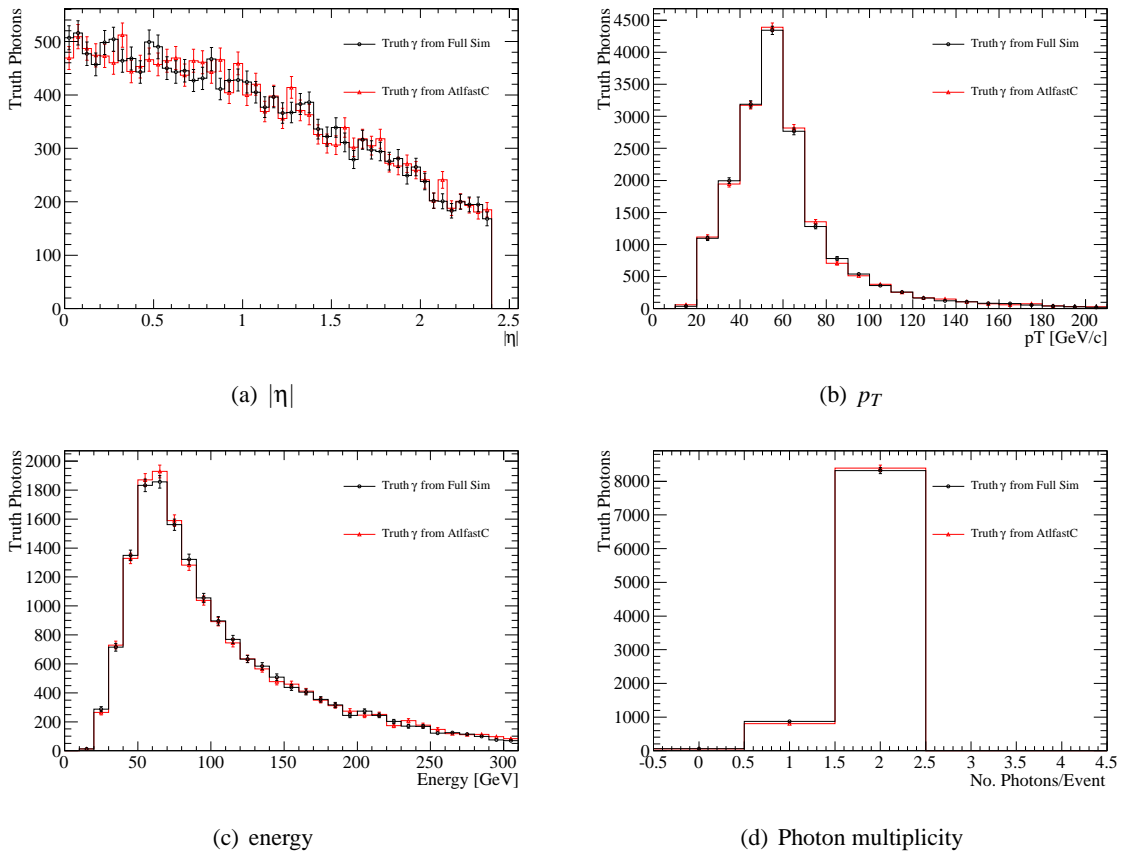 Truth Photons
500
400
300
200
100
0
0 0.5 1 1.5 2 2.5
|η|
Truth γ from Full Sim
Truth γ from AtlfastC
(a) |η|
Truth Photons
4500
4000
3500
3000
2500
2000
1500
1000
500
0
0 20 40 60 80 100 120 140 160 180 200
pT [GeV/c]
Truth γ from Full Sim
Truth γ from AtlfastC
(b) pT
Truth Photons
2000
1800
1600
1400
1200
1000
800
600
400
200
0
0 50 100 150 200 250 300
Energy [GeV]
Truth γ from Full Sim
Truth γ from AtlfastC
(c) energy
Truth Photons
8000
7000
6000
5000
4000
3000
2000
1000
0
-0.5 0 0.5 1 1.5 2 2.5 3 3.5 4 4.5
No. Photons/Event
Truth γ from Full Sim
Truth γ from AtlfastC
(d) Photon multiplicity